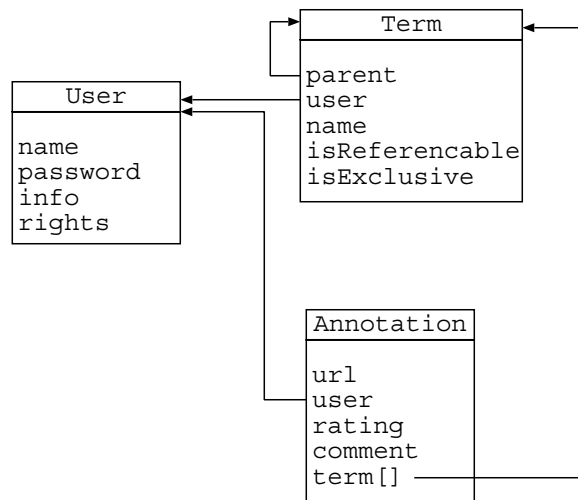 Term
parent
user
name
isReferencable
isExclusive
User
name
password
info
rights
Annotation
url
user
rating
comment
term[]